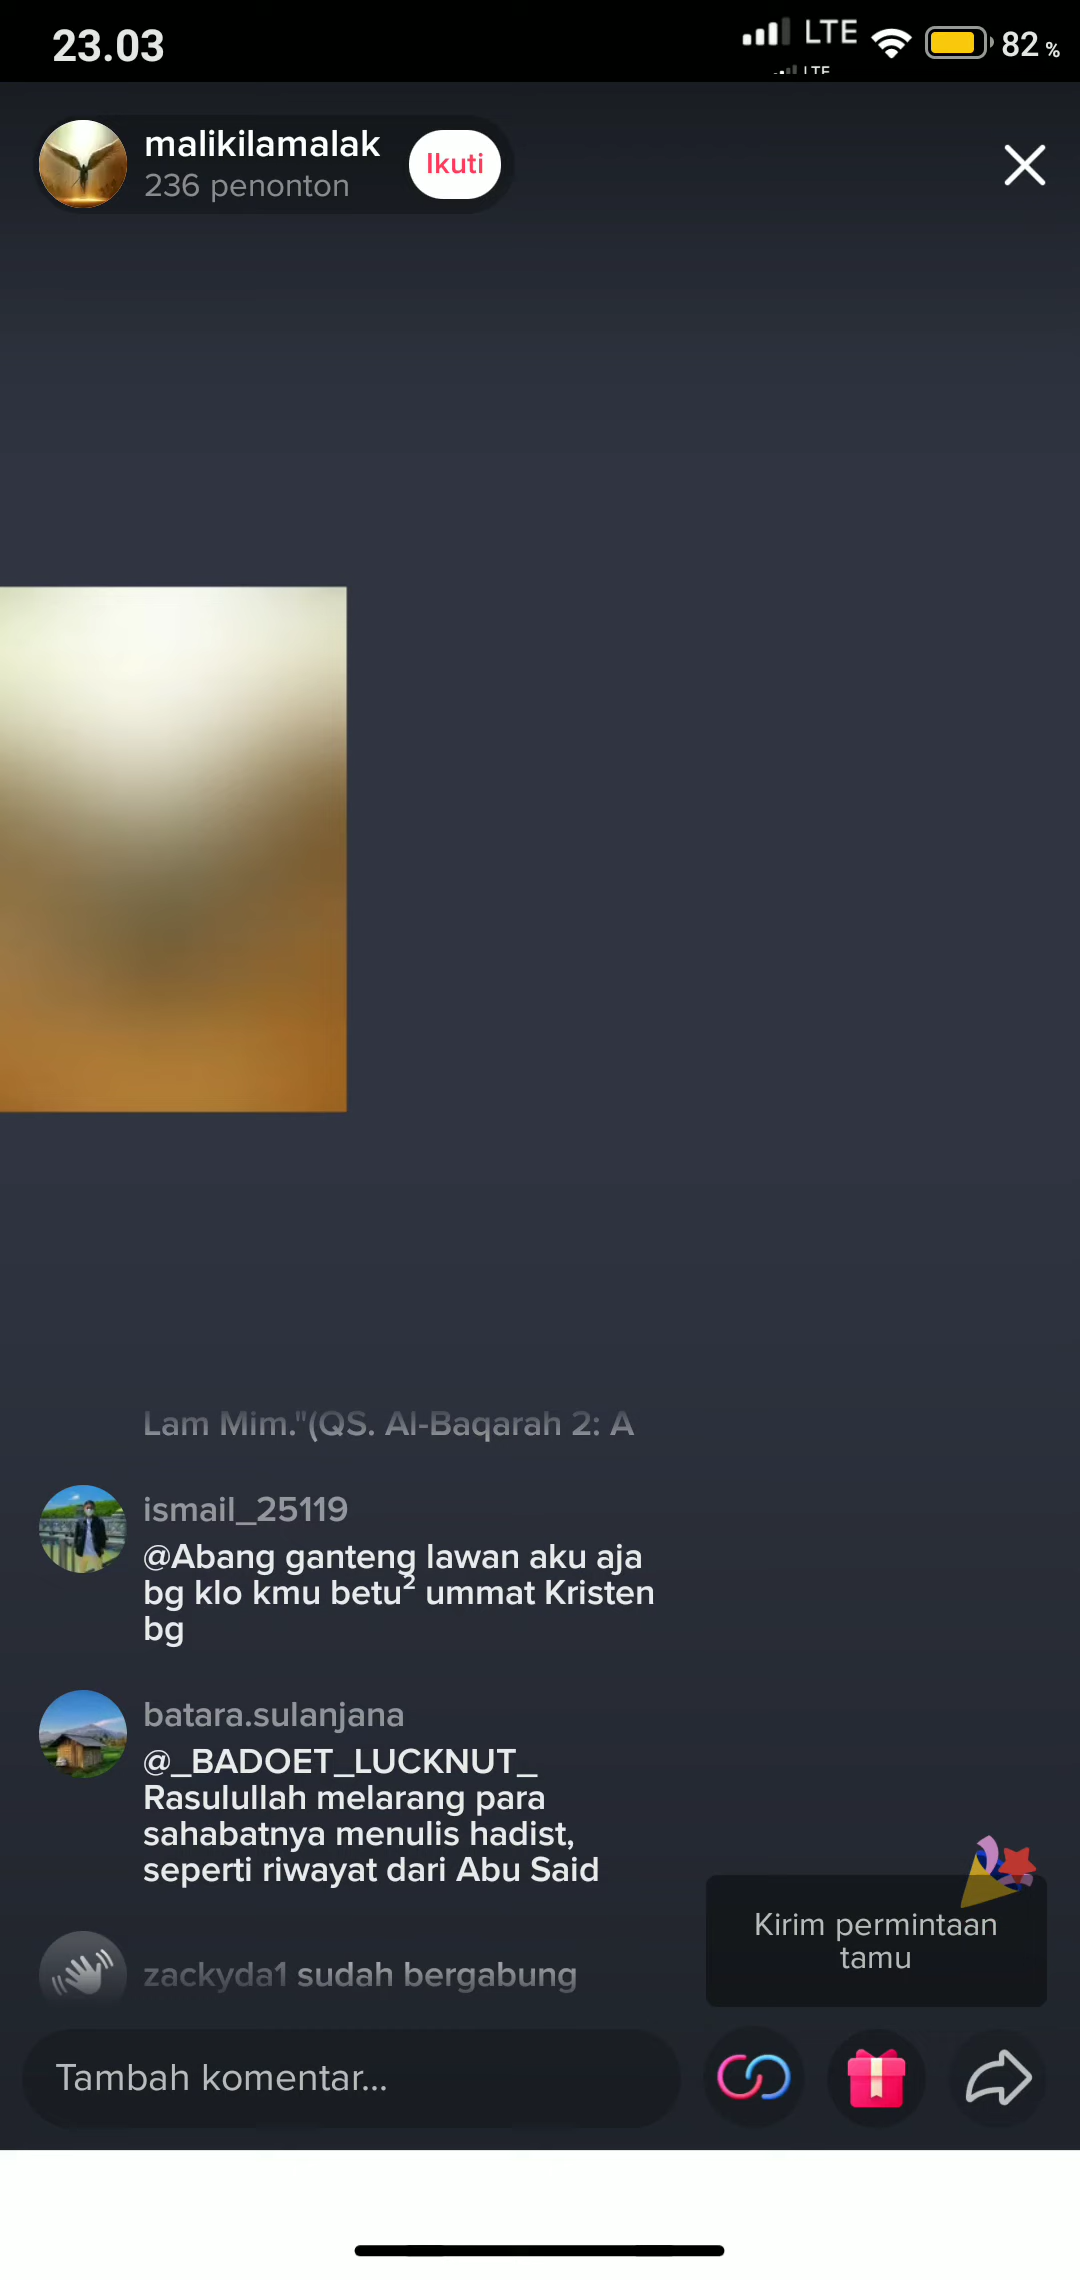 23.03
LTE
82 %
LTE
malikilamalak
236 penonton
Ikuti
Lam Mim."(QS. Al-Baqarah 2: A
ismail_25119
@Abang ganteng lawan aku aja
bg klo kmu betu² ummat Kristen
bg
batara.sulanjana
@_BADOET_LUCKNUT_
Rasulullah melarang para
sahabatnya menulis hadist,
seperti riwayat dari Abu Said
zackyda1 sudah bergabung
Kirim permintaan
tamu
Tambah komentar...